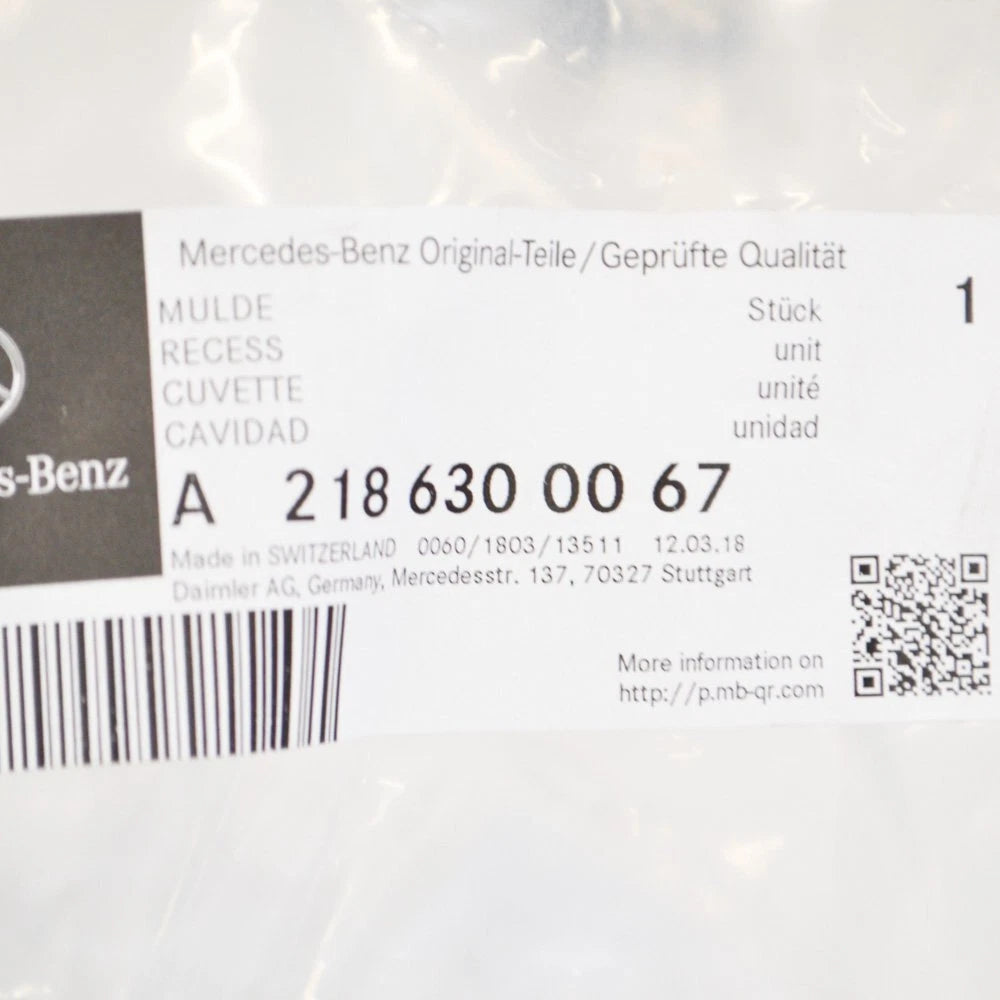 Mercedes-Benz Original-Teile/Geprüfte Qualität
MULDE Stück 1
RECESS unit
CUVETTE unité
CAVIDAD unidad
s-Benz
A 218 630 00 67
Made in SWITZERLAND 0060/1803/13511 12.03.18
Daimler AG, Germany, Mercedesstr. 137, 70327 Stuttgart
More information on
http://p.mb-qr.com